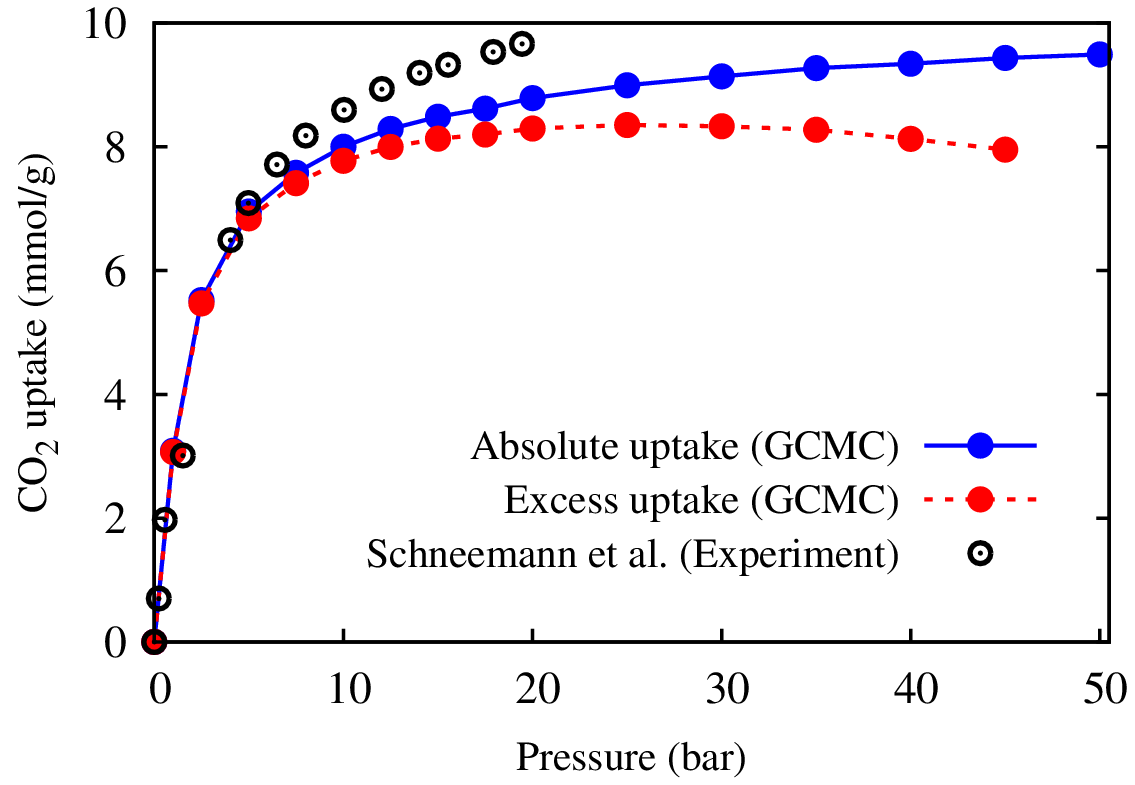 10
8
6
4
2
0
CO2 uptake (mmol/g)
Absolute uptake (GCMC)
Excess uptake (GCMC)
Schneemann et al. (Experiment)
0 10 20 30 40 50
Pressure (bar)